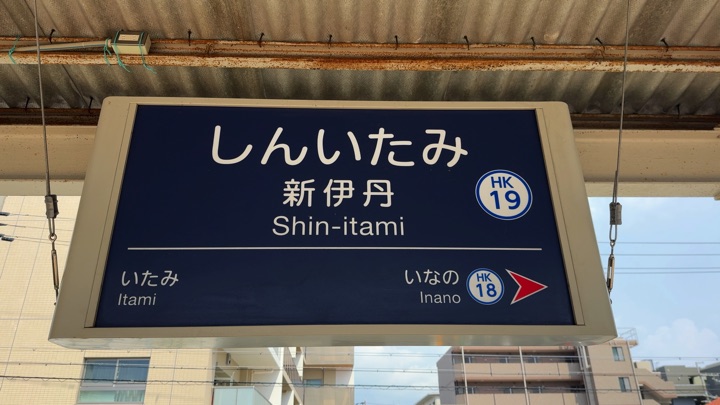 しんいたみ
新伊丹
HK
19
Shin-itami
いたみ
Itami
いなの
Inano
HK
18